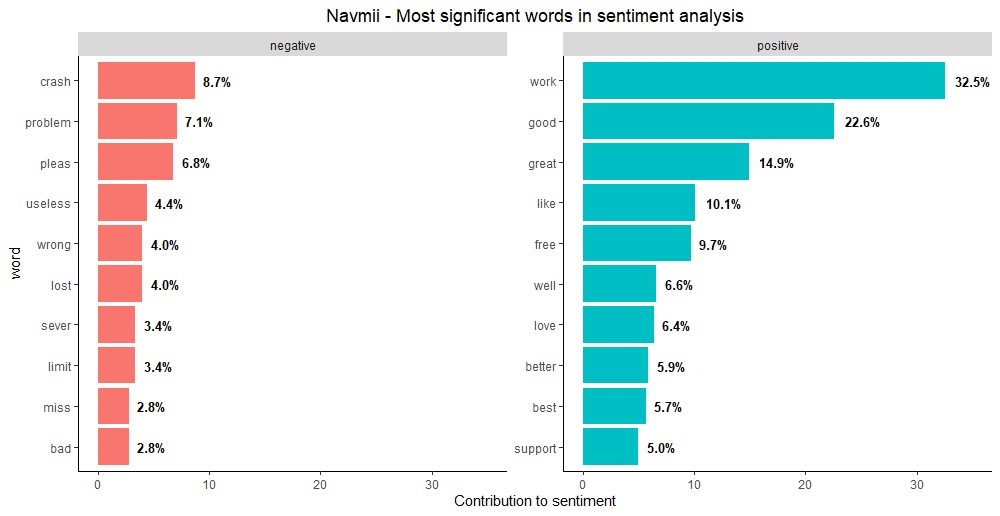 Navmii - Most significant words in sentiment analysis
negative
positive
word
crash 8.7%
problem 7.1%
pleas 6.8%
useless 4.4%
wrong 4.0%
lost 4.0%
sever 3.4%
limit 3.4%
miss 2.8%
bad 2.8%
0 10 20 30
work 32.5%
good 22.6%
great 14.9%
like 10.1%
free 9.7%
well 6.6%
love 6.4%
better 5.9%
best 5.7%
support 5.0%
0 10 20 30
Contribution to sentiment